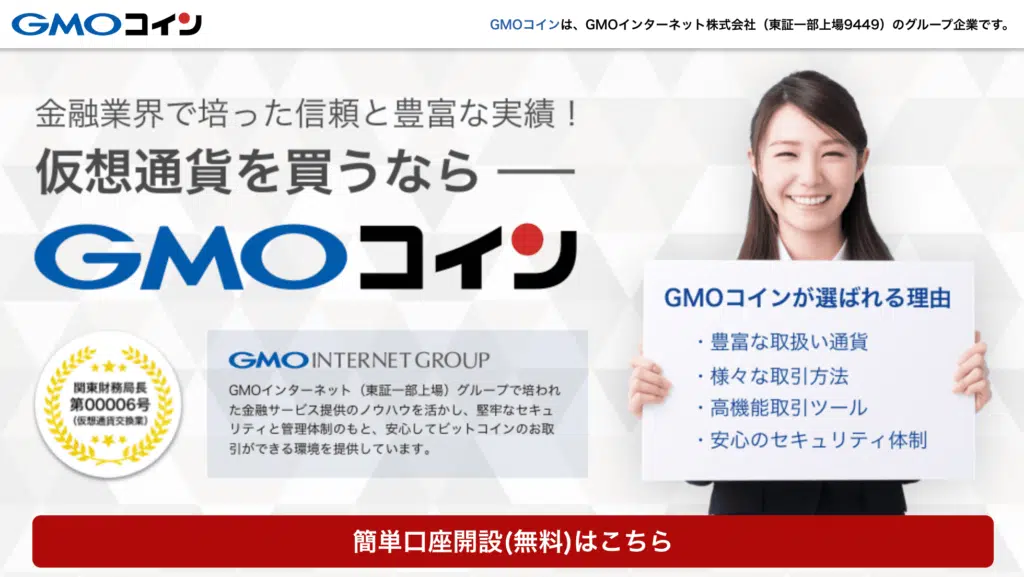 GMOコイン
GMOコインは、GMOインターネット株式会社（東証一部上場9449）のグループ企業です。
金融業界で培った信頼と豊富な実績！
仮想通貨を買うなら ──
GMOコイン
関東財務局長
第00006号
(仮想通貨交換業)
GMO INTERNET GROUP
GMOインターネット（東証一部上場）グループで培われ
た金融サービス提供のノウハウを活かし、堅牢なセキュ
リティと管理体制のもと、安心してビットコインのお取
引ができる環境を提供しています。
GMOコインが選ばれる理由
・豊富な取扱い通貨
・様々な取引方法
・高機能取引ツール
・安心のセキュリティ体制
簡単口座開設(無料)はこちら